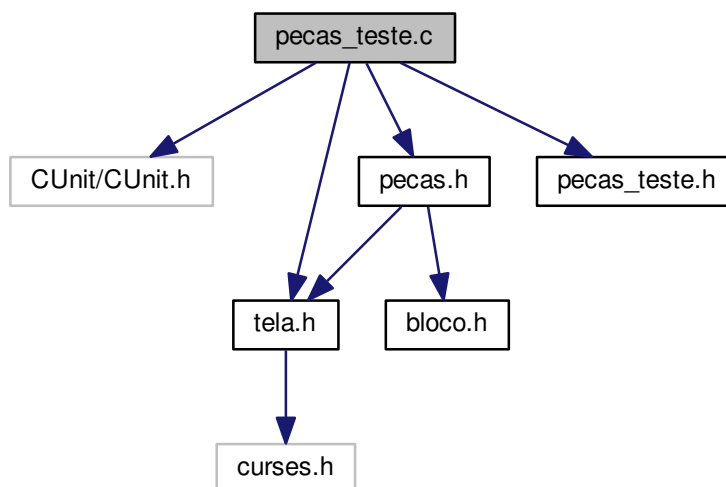 pecas_teste.c
CUnit/CUnit.h
pecas.h
pecas_teste.h
tela.h
bloco.h
curses.h